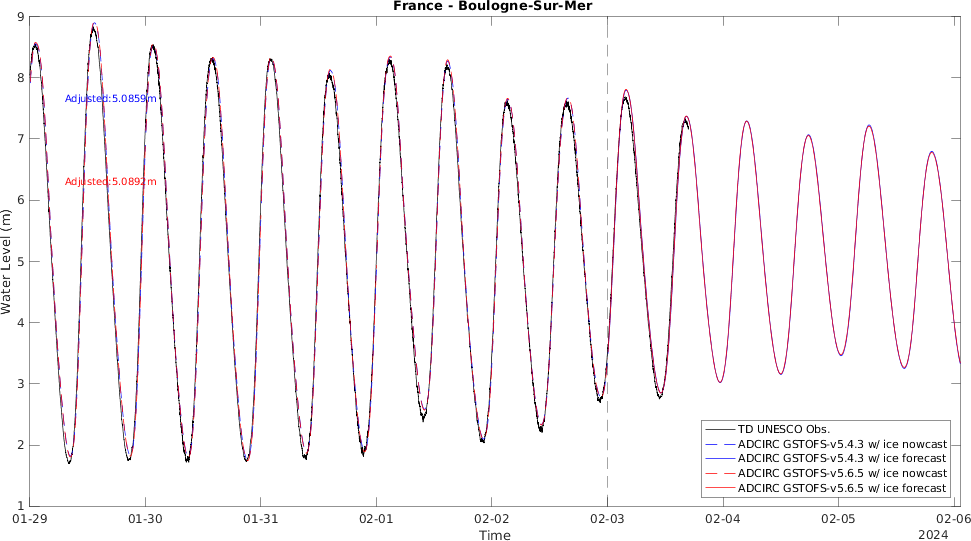 France - Boulogne-Sur-Mer
9
8
Adjusted:5.0859m
7
Adjusted:5.0892m
6
5
4
3
2
1
Water Level (m)
TD UNESCO Obs.
ADCIRC GSTOFS-v5.4.3 w/ ice nowcast
ADCIRC GSTOFS-v5.4.3 w/ ice forecast
ADCIRC GSTOFS-v5.6.5 w/ ice nowcast
ADCIRC GSTOFS-v5.6.5 w/ ice forecast
01-29 01-30 01-31 02-01 02-02 02-03 02-04 02-05 02-06
Time
2024